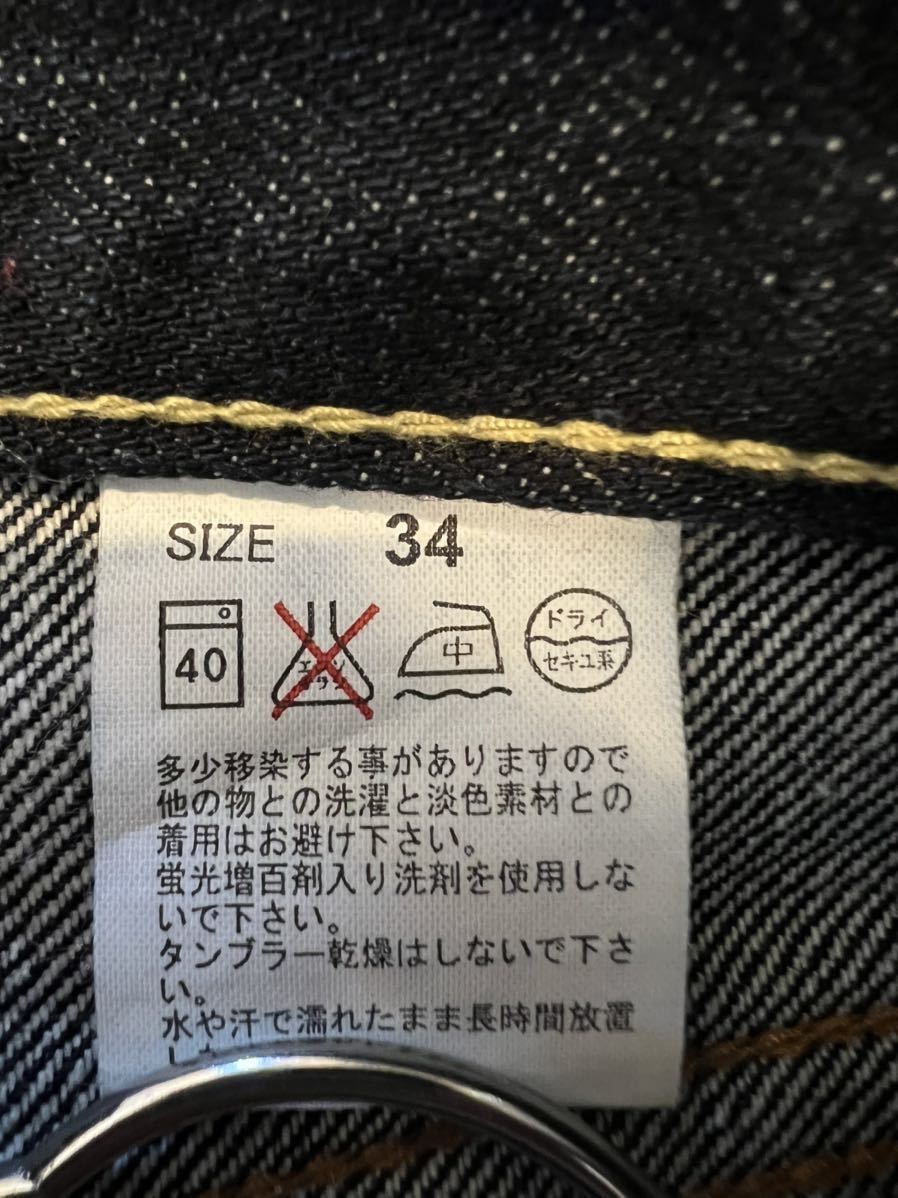 SIZE 34
40 中 ドライ
セキユ系
多少移染する事がありますので
他の物との洗濯と淡色素材との
着用はお避け下さい。
蛍光増百剤入り洗剤を使用しな
いで下さい。
タンブラー乾燥はしないで下さ
い。
水や汗で濡れたまま長時間放置